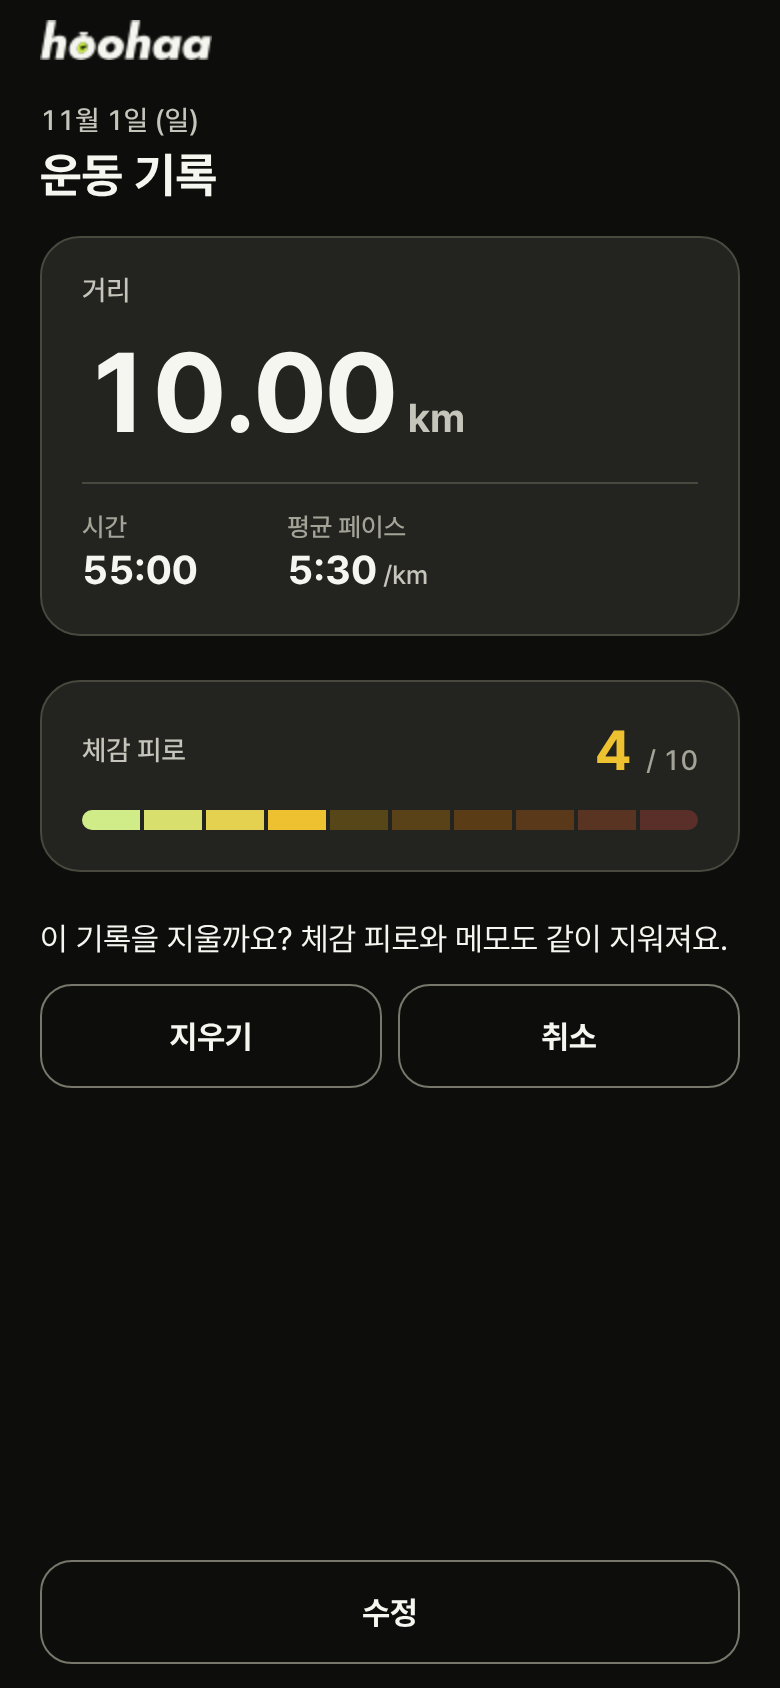 hoohaa
11월 1일 (일)
운동 기록
거리
10.00 km
시간 평균 페이스
55:00 5:30 /km
체감 피로 4 / 10
이 기록을 지울까요? 체감 피로와 메모도 같이 지워져요.
지우기 취소
수정